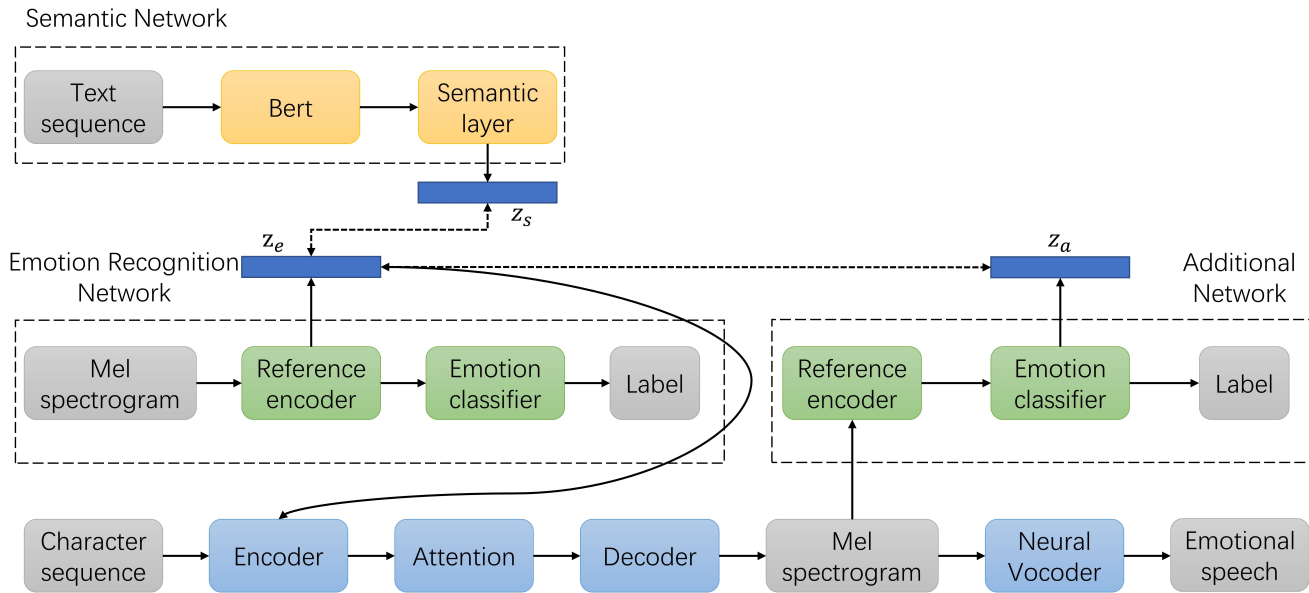 Semantic Network
Text
sequence
Bert
Semantic
layer
z_s
z_e
z_a
Emotion Recognition
Network
Additional
Network
Mel
spectrogram
Reference
encoder
Emotion
classifier
Label
Reference
encoder
Emotion
classifier
Label
Character
sequence
Encoder
Attention
Decoder
Mel
spectrogram
Neural
Vocoder
Emotional
speech